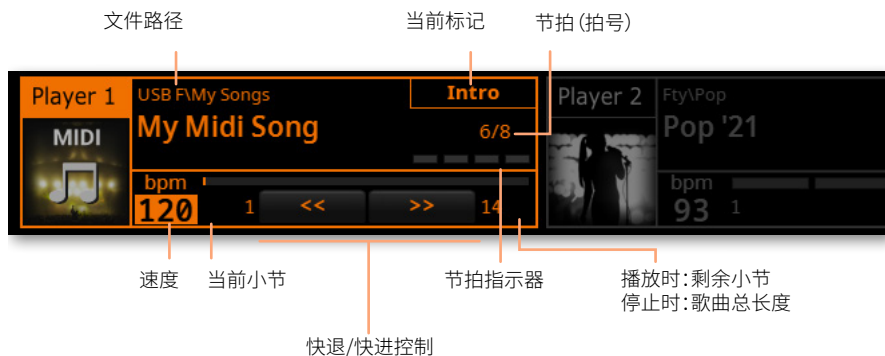 文件路径
当前标记
节拍(拍号)
Player 1
USB F\My Songs
Intro
MIDI
My Midi Song
6/8
bpm
120
1
<<
>>
14
Player 2
Fty\Pop
Pop '21
bpm
93
1
速度
当前小节
节拍指示器
播放时:剩余小节
停止时:歌曲总长度
快退/快进控制